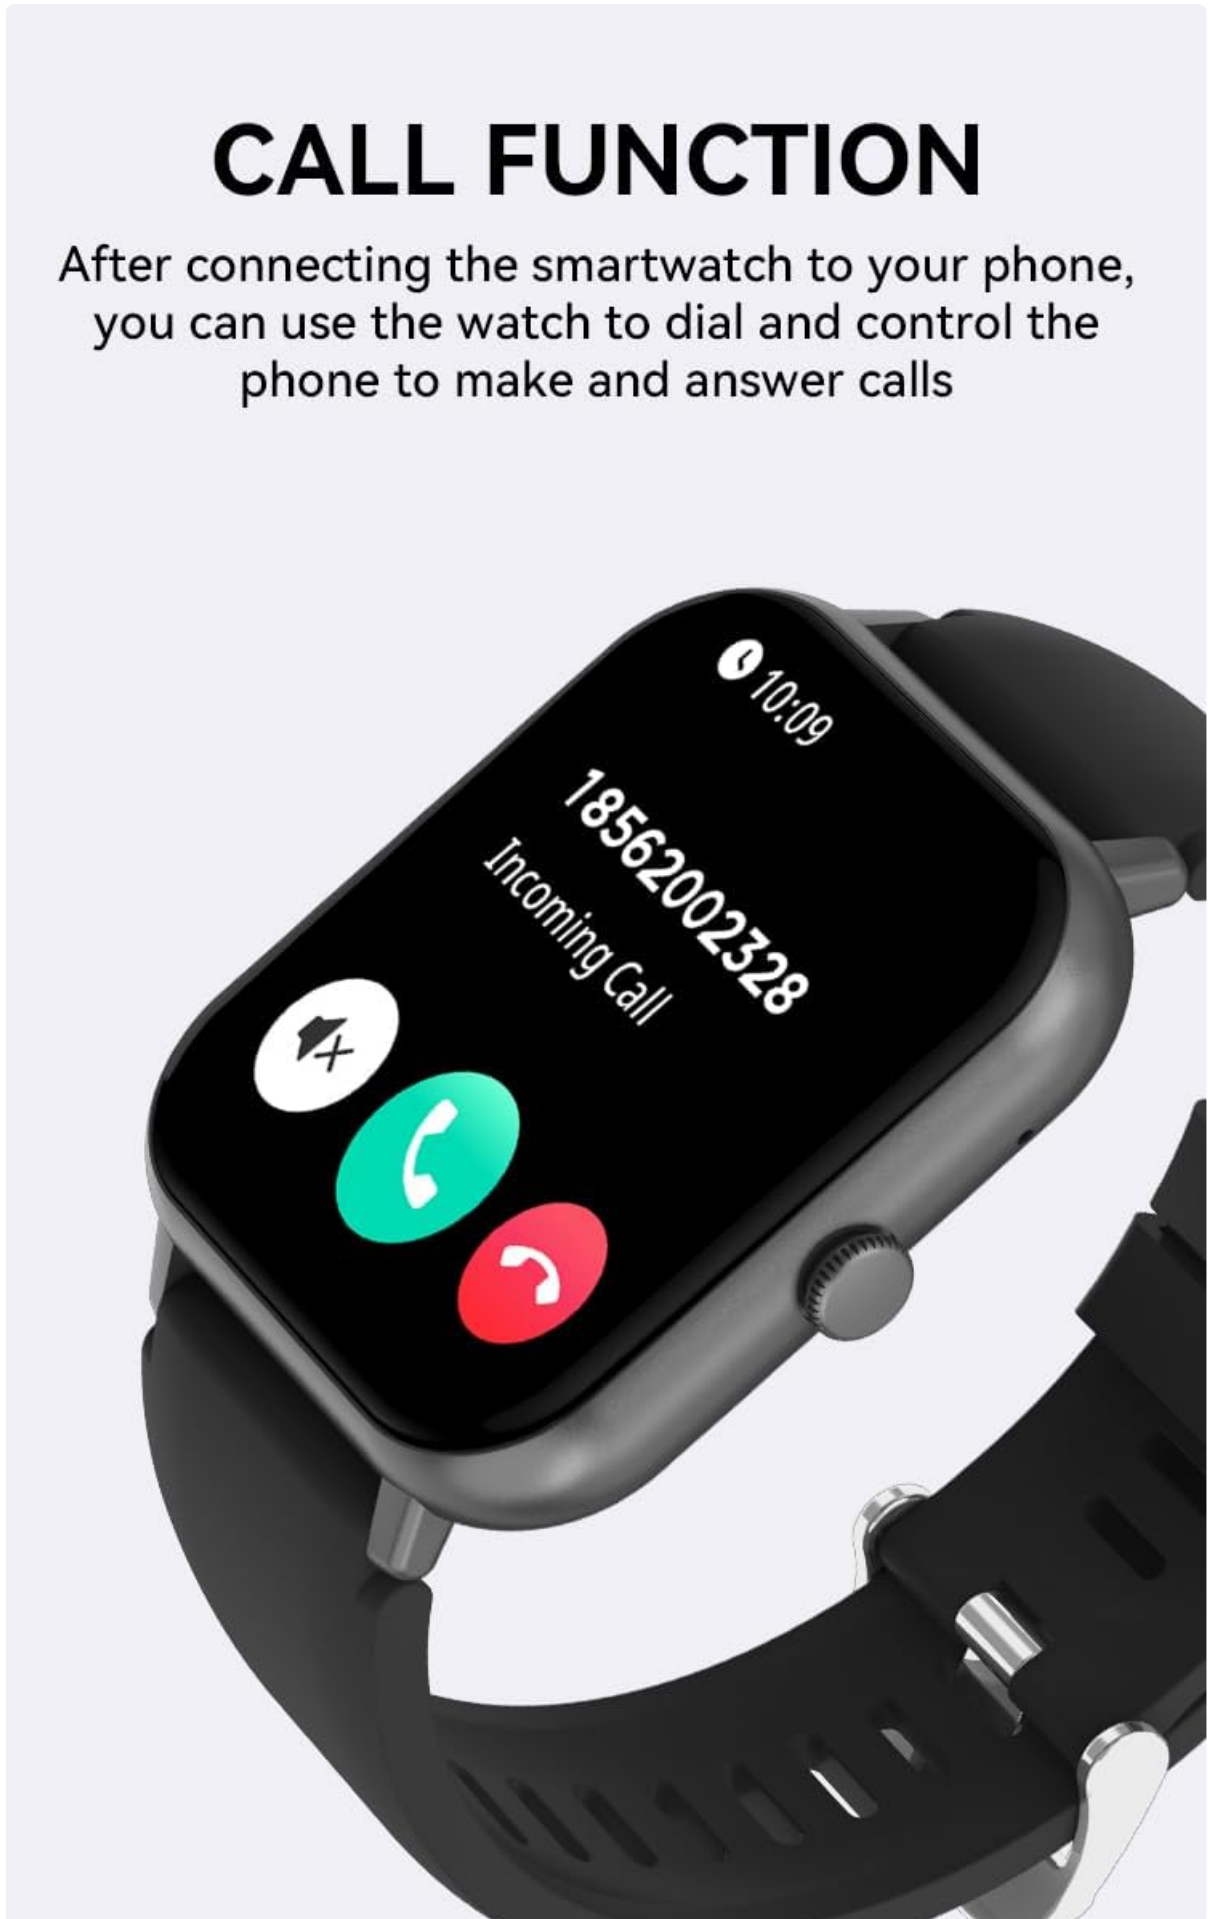 CALL FUNCTION
After connecting the smartwatch to your phone,
you can use the watch to dial and control the
phone to make and answer calls
10:09
18562002328
Incoming Call